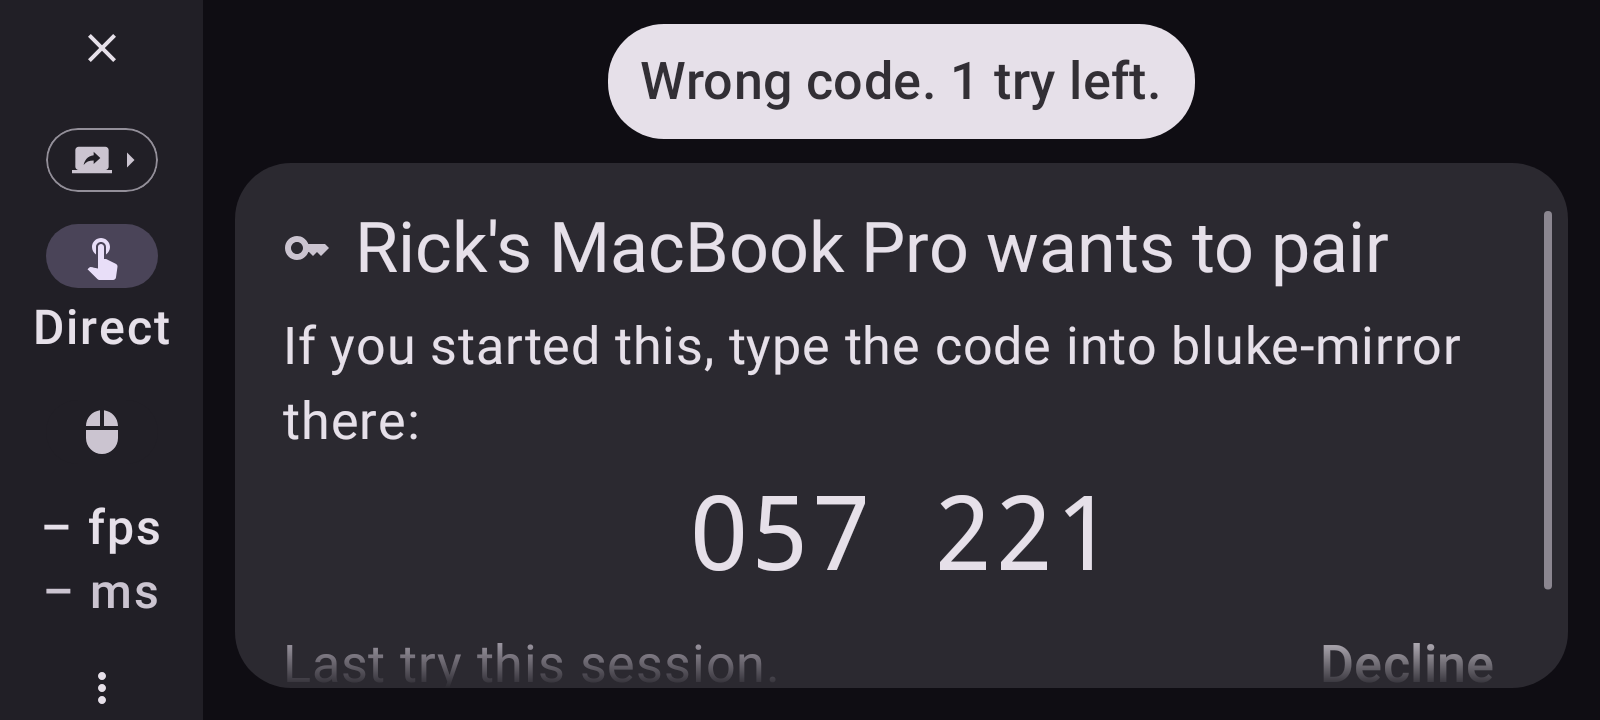 Wrong code. 1 try left.
Direct
– fps
– ms
Rick's MacBook Pro wants to pair
If you started this, type the code into bluke-mirror
there:
057 221
Last try this session.
Decline